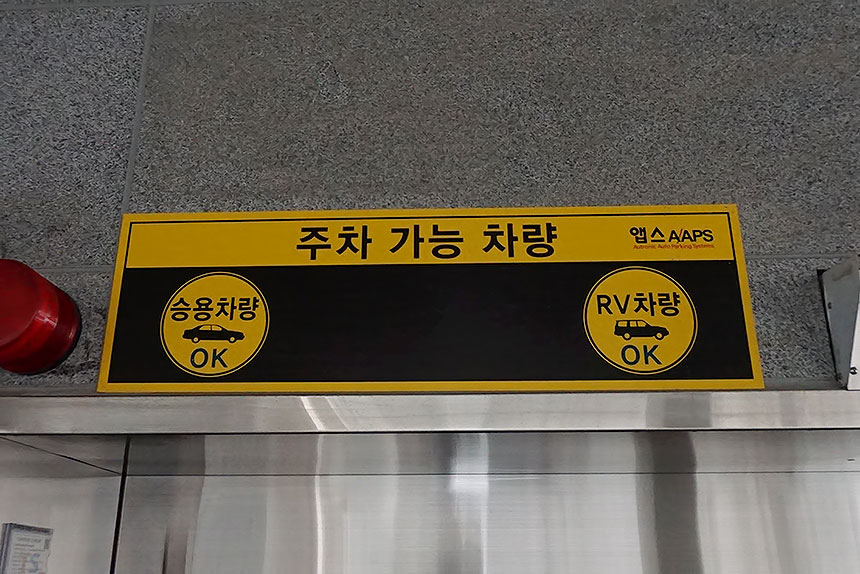 주차 가능 차량
앱스 A/APS
Autronic Auto Parking Systems
승용차량
OK
RV차량
OK